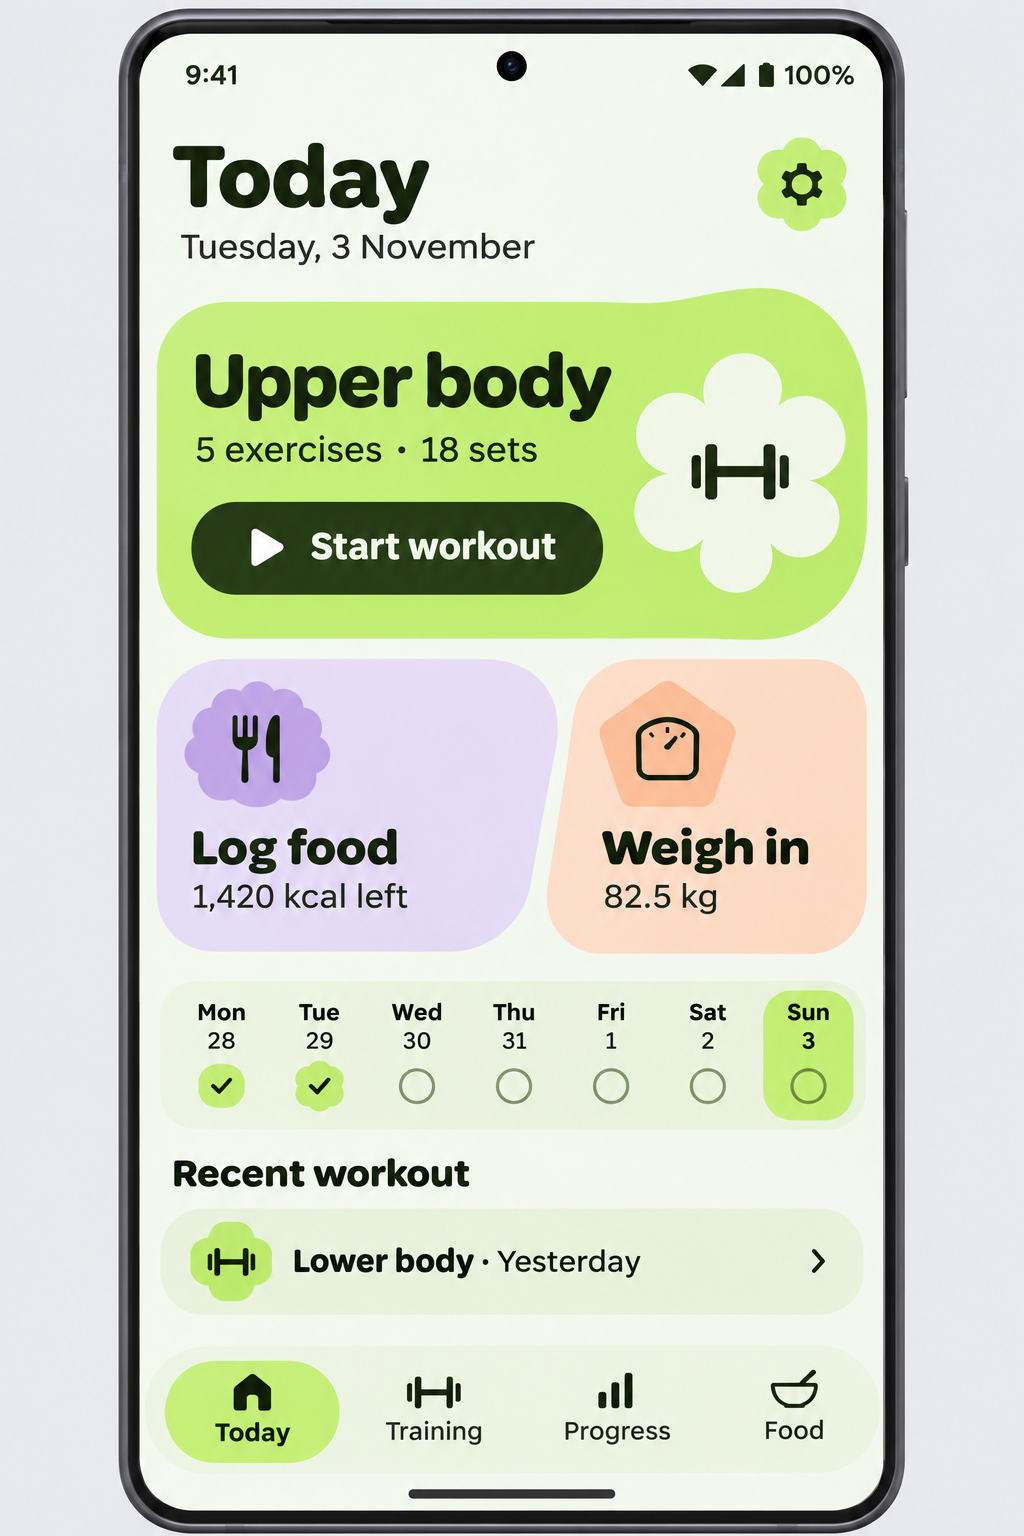 9:41
100%
Today
Tuesday, 3 November
Upper body
5 exercises · 18 sets
Start workout
Log food
1,420 kcal left
Weigh in
82.5 kg
Mon Tue Wed Thu Fri Sat Sun
28 29 30 31 1 2 3
Recent workout
Lower body · Yesterday
Today Training Progress Food